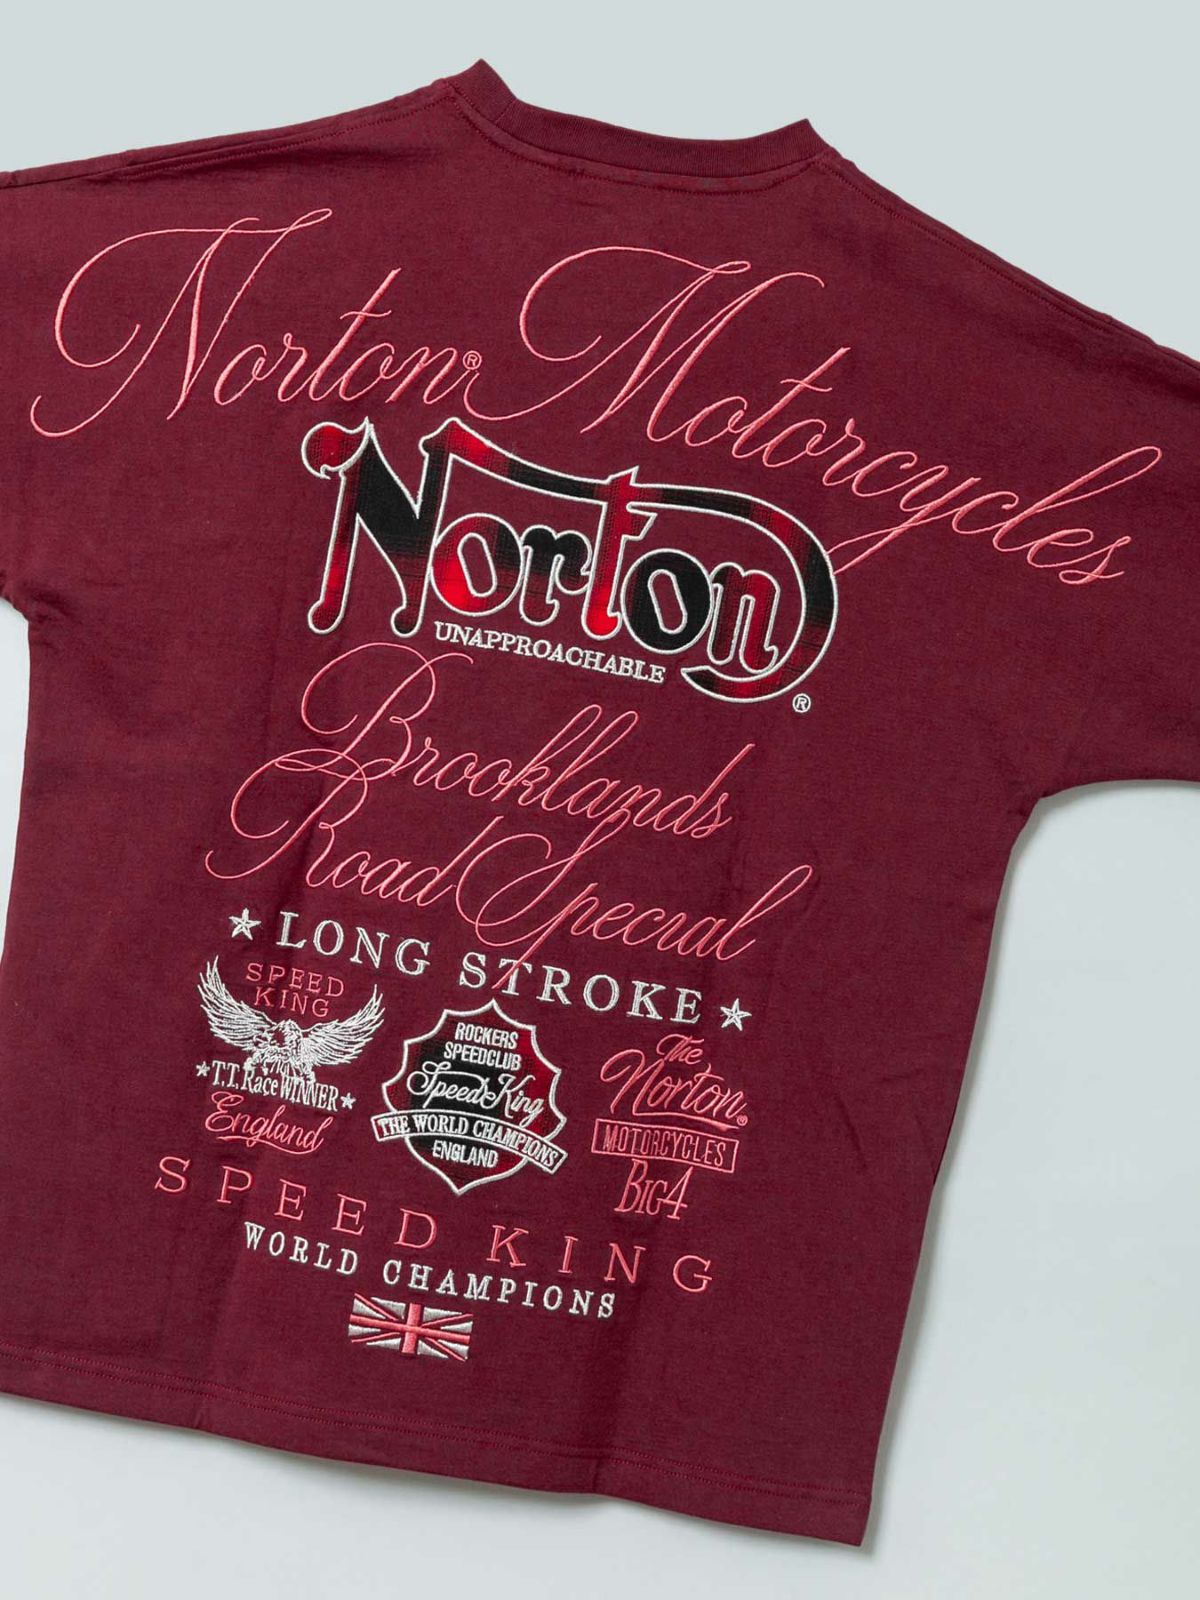 Norton® Motorcycles
Norton®
UNAPPROACHABLE
Brooklands
Road Special
LONG STROKE
SPEED
KING
T.T. Race WINNER
England
ROCKERS
SPEEDCLUB
Speed King
THE WORLD CHAMPIONS
ENGLAND
The
Norton®
MOTORCYCLES
BIG4
SPEED KING
WORLD CHAMPIONS